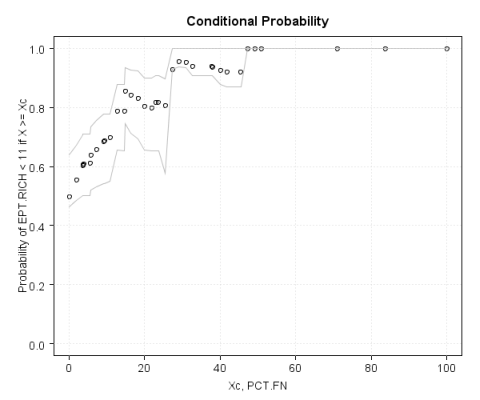 Conditional Probability
Probability of EPT.RICH < 11 if X >= Xc
1.0
0.8
0.6
0.4
0.2
0.0
0 20 40 60 80 100
Xc, PCT.FN